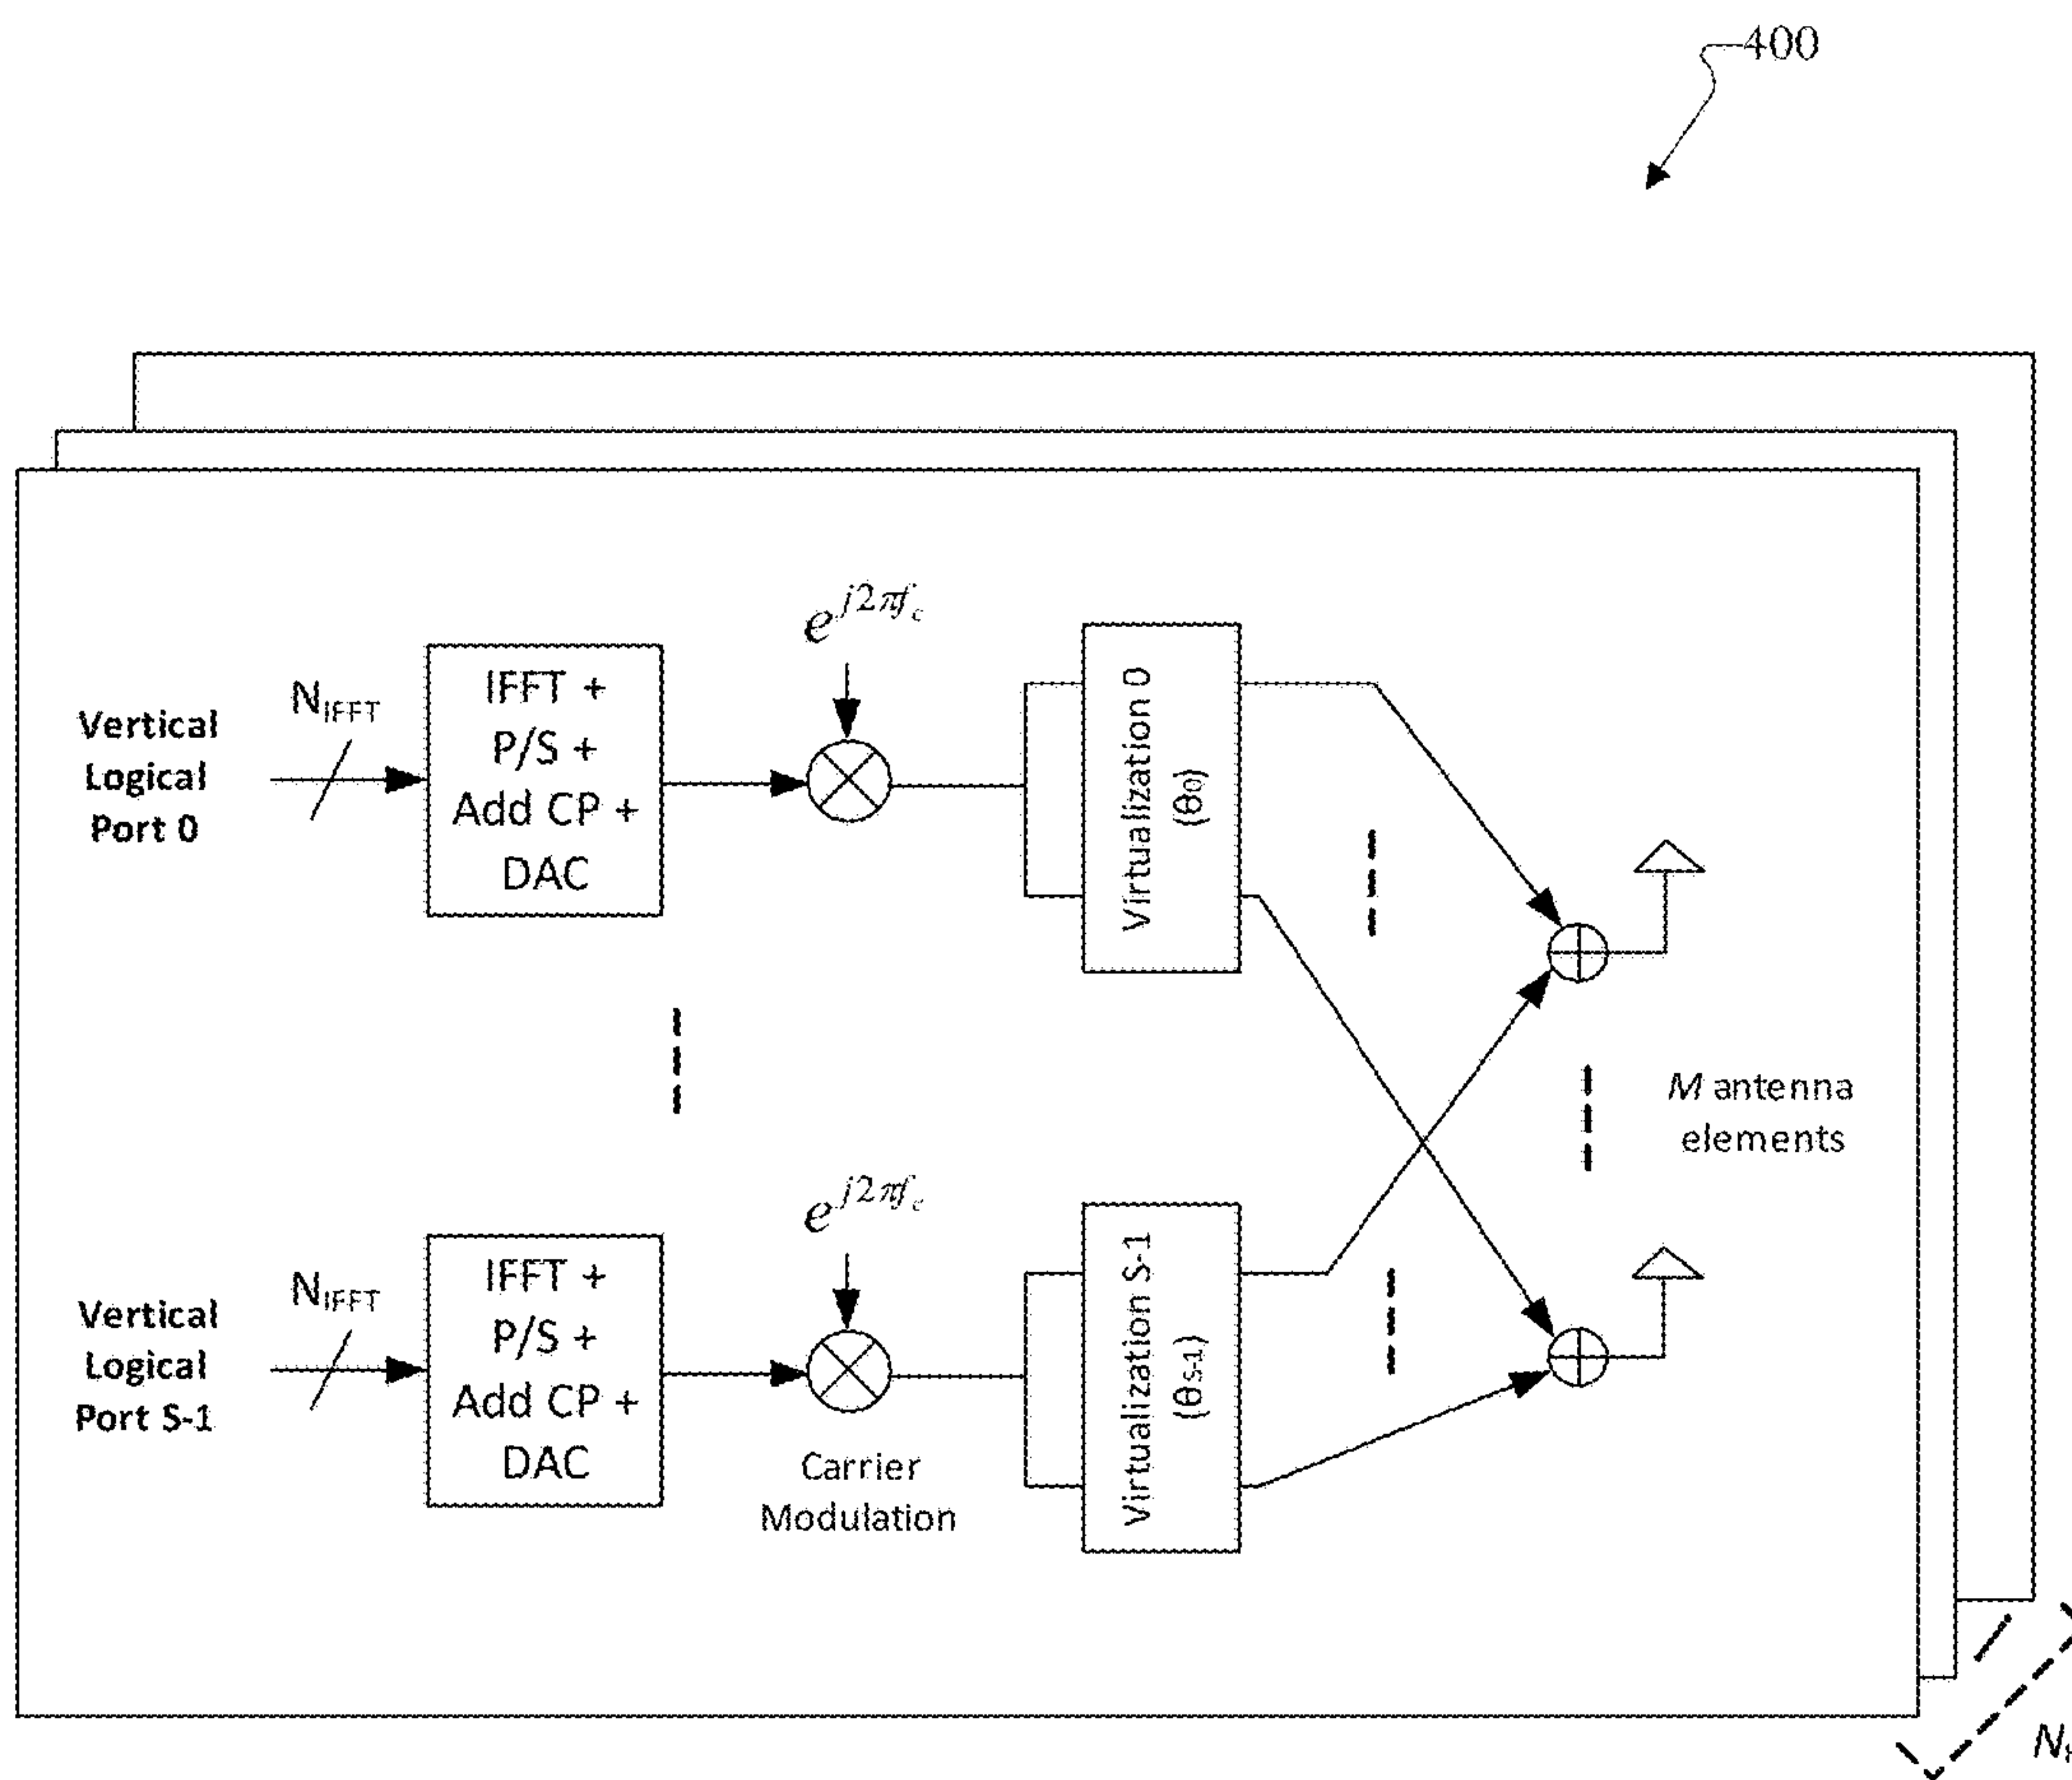 400
e^{j2πf_c}
N_IFFT
Vertical
Logical
Port 0
IFFT +
P/S +
Add CP +
DAC
Virtualization 0
(θ0)
M antenna
elements
e^{j2πf_c}
N_IFFT
Vertical
Logical
Port S-1
IFFT +
P/S +
Add CP +
DAC
Carrier
Modulation
Virtualization S-1
(θS-1)